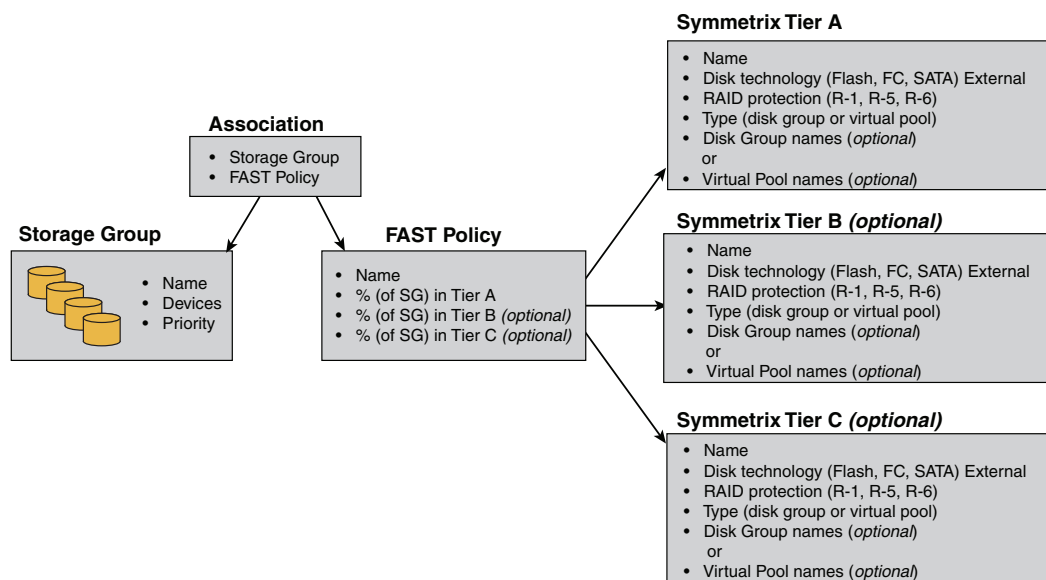 Association
• Storage Group
• FAST Policy
Storage Group
• Name
• Devices
• Priority
FAST Policy
• Name
• % (of SG) in Tier A
• % (of SG) in Tier B (optional)
• % (of SG) in Tier C (optional)
Symmetrix Tier A
• Name
• Disk technology (Flash, FC, SATA) External
• RAID protection (R-1, R-5, R-6)
• Type (disk group or virtual pool)
• Disk Group names (optional)
or
• Virtual Pool names (optional)
Symmetrix Tier B (optional)
• Name
• Disk technology (Flash, FC, SATA) External
• RAID protection (R-1, R-5, R-6)
• Type (disk group or virtual pool)
• Disk Group names (optional)
or
• Virtual Pool names (optional)
Symmetrix Tier C (optional)
• Name
• Disk technology (Flash, FC, SATA) External
• RAID protection (R-1, R-5, R-6)
• Type (disk group or virtual pool)
• Disk Group names (optional)
or
• Virtual Pool names (optional)